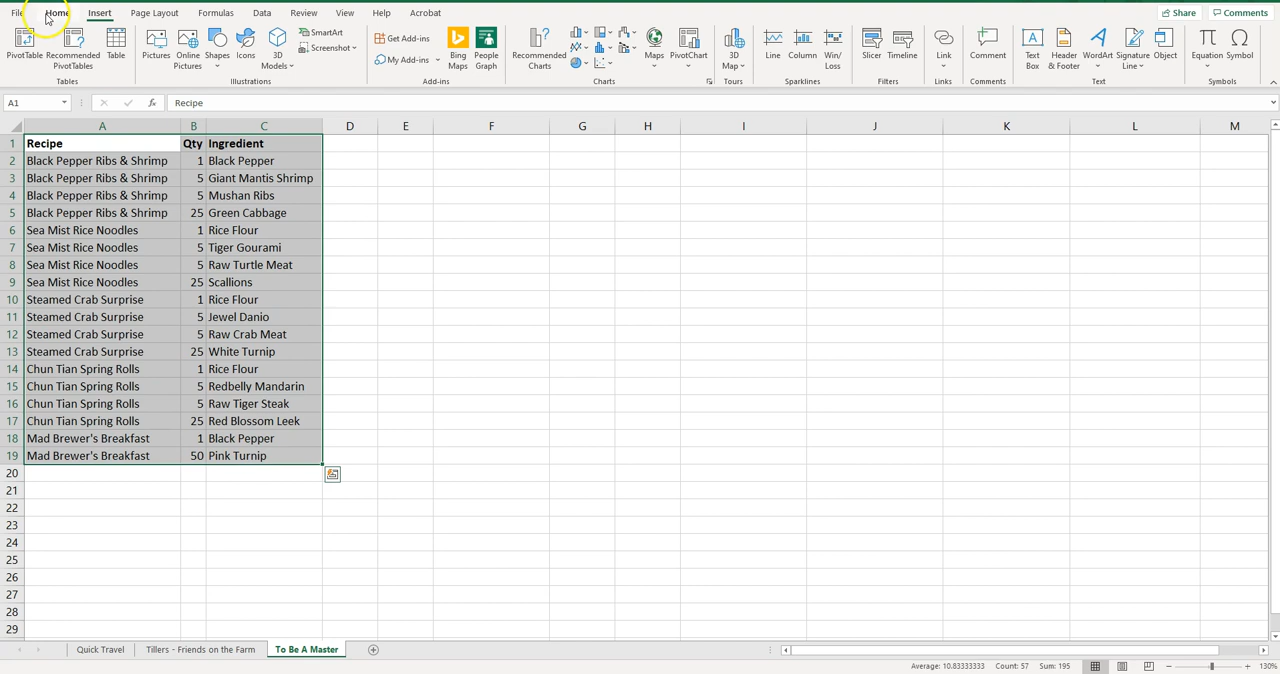 File Home Insert Page Layout Formulas Data Review View Help Acrobat Share Comments
PivotTable Recommended PivotTables Table Pictures Online Pictures Shapes Icons 3D Models SmartArt Screenshot Get Add-ins My Add-ins Bing Maps People Graph Recommended Charts Maps PivotChart 3D Map Line Column Win/Loss Slicer Timeline Link Comment Text Box Header & Footer WordArt Signature Line Object Equation Symbol
Tables Illustrations Add-ins Charts Tours Sparklines Filters Links Comments Text Symbols
A1 fx Recipe
A B C D E F G H I J K L M
1 Recipe Qty Ingredient
2 Black Pepper Ribs & Shrimp 1 Black Pepper
3 Black Pepper Ribs & Shrimp 5 Giant Mantis Shrimp
4 Black Pepper Ribs & Shrimp 5 Mushan Ribs
5 Black Pepper Ribs & Shrimp 25 Green Cabbage
6 Sea Mist Rice Noodles 1 Rice Flour
7 Sea Mist Rice Noodles 5 Tiger Gourami
8 Sea Mist Rice Noodles 5 Raw Turtle Meat
9 Sea Mist Rice Noodles 25 Scallions
10 Steamed Crab Surprise 1 Rice Flour
11 Steamed Crab Surprise 5 Jewel Danio
12 Steamed Crab Surprise 5 Raw Crab Meat
13 Steamed Crab Surprise 25 White Turnip
14 Chun Tian Spring Rolls 1 Rice Flour
15 Chun Tian Spring Rolls 5 Redbelly Mandarin
16 Chun Tian Spring Rolls 5 Raw Tiger Steak
17 Chun Tian Spring Rolls 25 Red Blossom Leek
18 Mad Brewer's Breakfast 1 Black Pepper
19 Mad Brewer's Breakfast 50 Pink Turnip
20
21
22
23
24
25
26
27
28
29
Quick Travel Tillers - Friends on the Farm To Be A Master
Average: 10.83333333 Count: 57 Sum: 195 130%